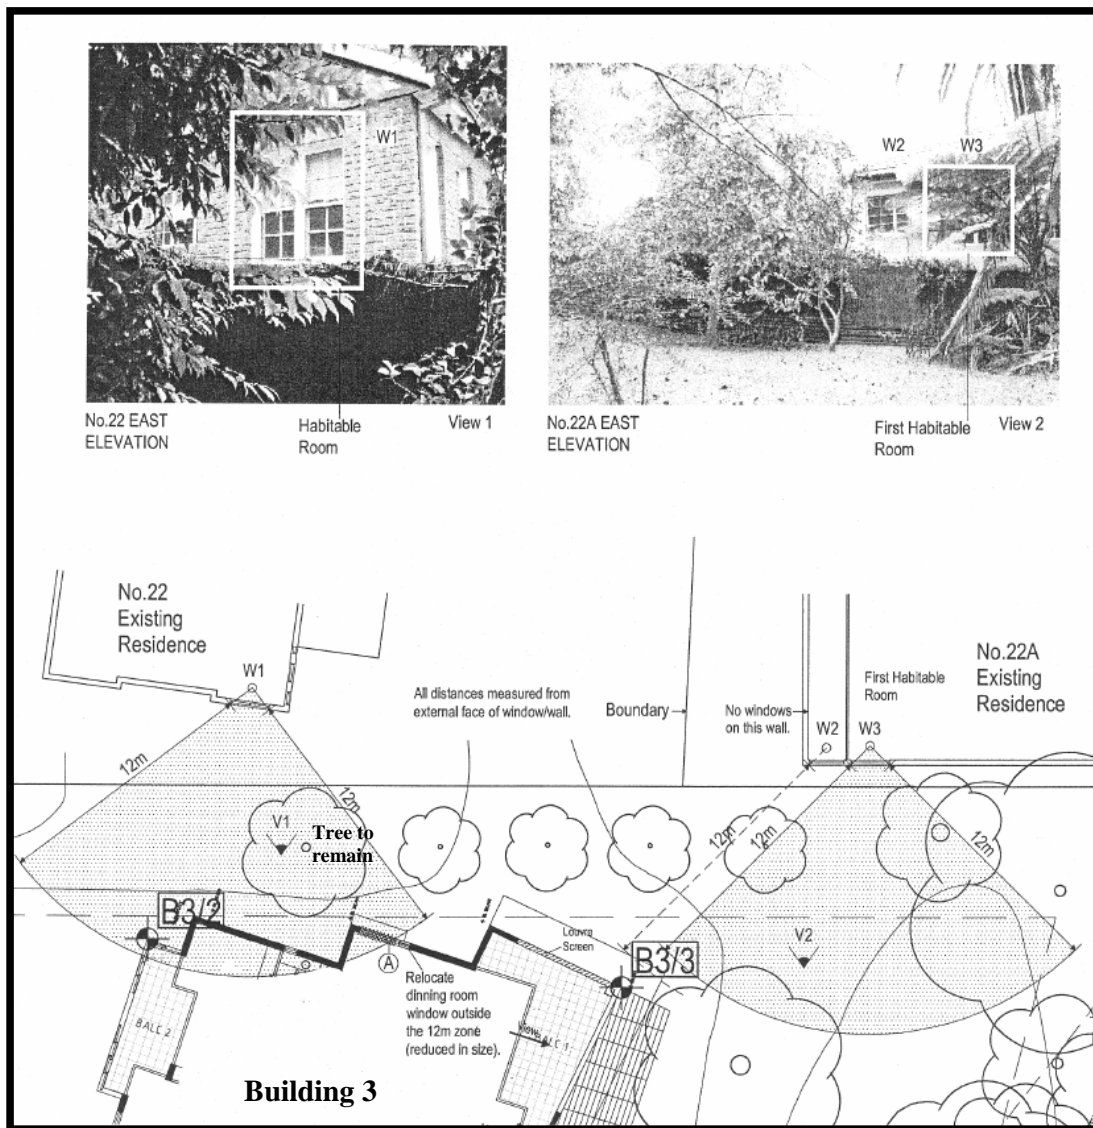 W1
W2
W3
No.22 EAST
ELEVATION
Habitable
Room
View 1
No.22A EAST
ELEVATION
First Habitable
Room
View 2
No.22
Existing
Residence
W1
All distances measured from
external face of window/wall.
Boundary
No windows
on this wall.
First Habitable
Room
W2
W3
No.22A
Existing
Residence
12m
12m
V1
Tree to
remain
12m
12m
12m
V2
B3/2
B3/3
Louvre
Screen
A
Relocate
dinning room
window outside
the 12m zone
(reduced in size).
BALC 2
BALC 1
Building 3